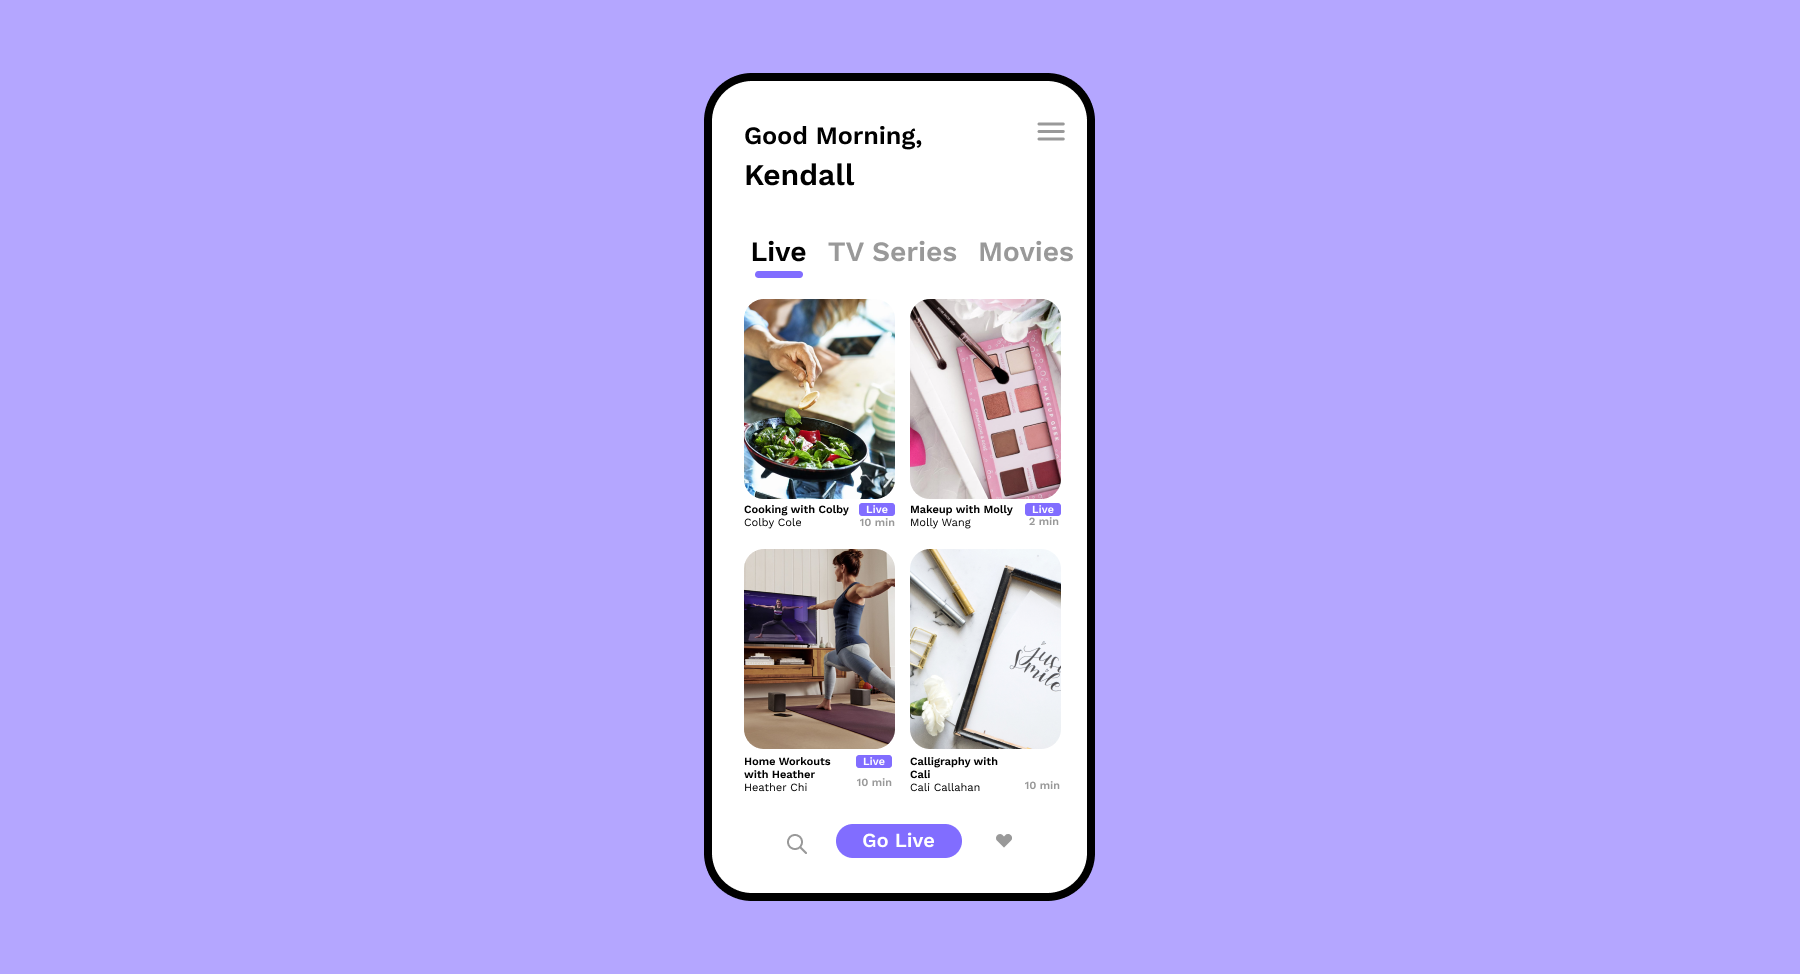 Good Morning,
Kendall
Live TV Series Movies
MAKEUP GEEK
Cooking with Colby Live
Colby Cole 10 min
Makeup with Molly Live
Molly Wang 2 min
just
smile
Home Workouts Live
with Heather
Heather Chi 10 min
Calligraphy with
Cali
Cali Callahan 10 min
Go Live